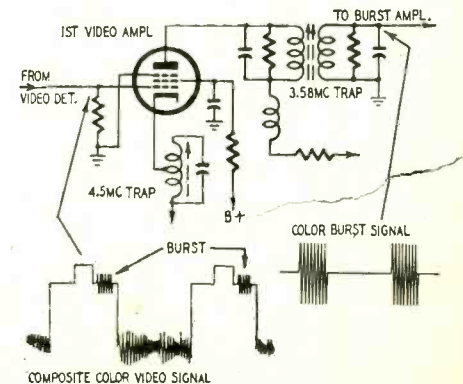 1ST VIDEO AMPL
TO BURST AMPL.
FROM
VIDEO DET.
3.58MC TRAP
4.5MC TRAP
B+
COLOR BURST SIGNAL
BURST
COMPOSITE COLOR VIDEO SIGNAL